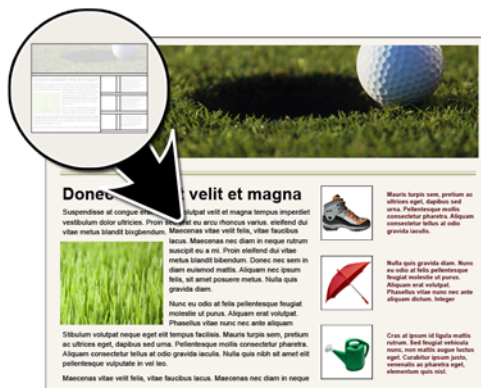 Donec velit et magna
Suspendisse at congue erat volutpat velit et magna tempus imperdiet
vestibulum dolor ultricies. Proin sed est eu arcu rhoncus varius. eleifend dui
vitae metus blandit bixgbendum. Maecenas vitae velit felis, vitae faucibus
lacus. Maecenas nec diam in neque rutrum
suscipit eu a mi. Proin eleifend dui vitae
metus blandit bibendum. Donec nec sem in
diam euismod mattis. Aliquam nec ipsum
felis, sit amet posuere metus. Nulla quis
gravida diam.
Nunc eu odio at felis pellentesque feugiat
molestie ut purus. Aliquam erat volutpat.
Phasellus vitae nunc nec ante aliquam
Stibulum volutpat neque eget elit tempus facilisis. Mauris turpis sem, pretium
ac ultrices eget, dapibus sed urna. Pellentesque mollis consectetur pharetra.
Aliquam consectetur tellus at odio gravida iaculis. Nulla quis nibh sit amet elit
pellentesque vulputate in vel leo.
Maecenas vitae velit felis, vitae faucibus lacus. Maecenas nec diam in neque
Mauris turpis sem, pretium ac
ultrices eget, dapibus sed
urna. Pellentesque mollis
consectetur pharetra. Aliquam
consectetur tellus at odio
gravida iaculis.
Nulla quis gravida diam. Nunc
eu odio at felis pellentesque
feugiat molestie ut purus.
Aliquam erat volutpat.
Phasellus vitae nunc nec ante
aliquam dictum. Integer
Cras at ipsum id ligula mattis
rutrum. Sed feugiat vehicula
nunc, non mattis augue luctus
eget. Curabitur ipsum justo,
venenatis as pharetra eget,
elementum quis nisl.